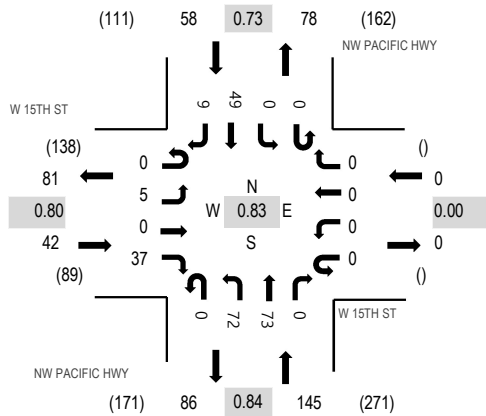 (111) 58 0.73 78 (162)
NW PACIFIC HWY
9 49 0 0
W 15TH ST
(138) 0 0 ()
81 5 N 0 0
0.80 0 W 0.83 E 0 0.00
42 37 S 0 0
(89) ()
0 72 73 0
W 15TH ST
NW PACIFIC HWY
(171) 86 0.84 145 (271)